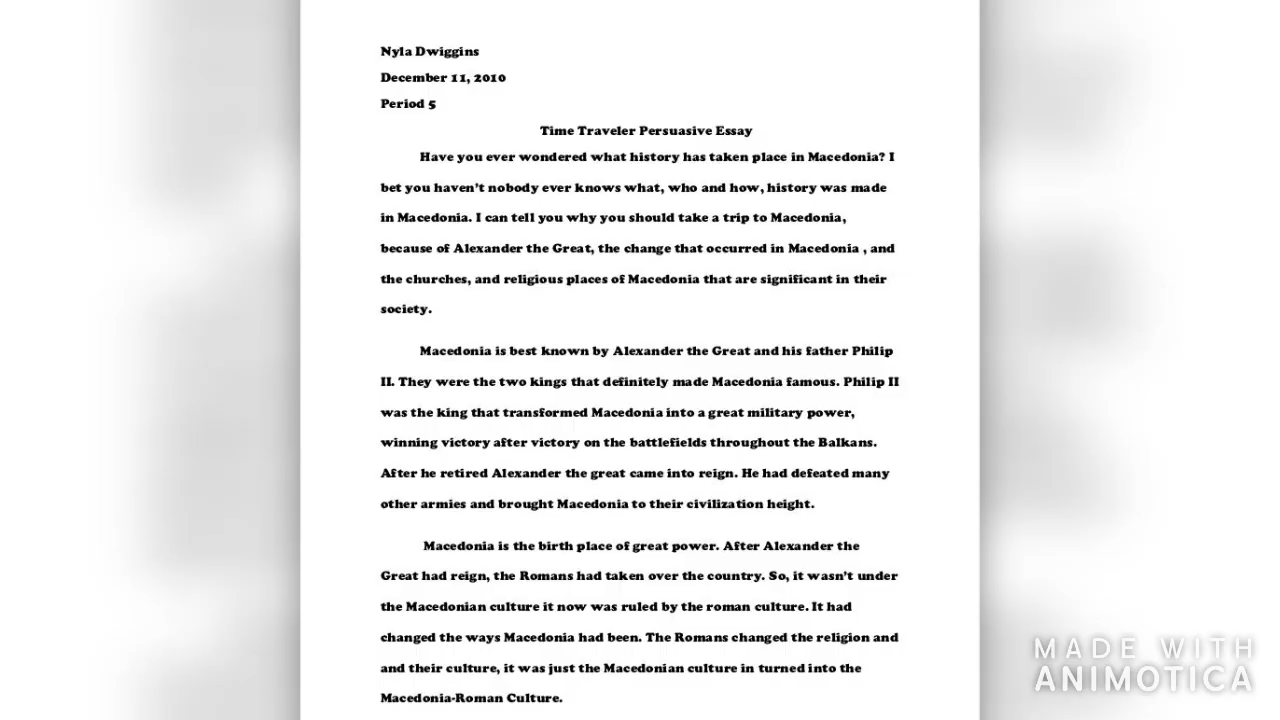 Nyla Dwiggins
December 11, 2010
Period 5
Time Traveler Persuasive Essay
Have you ever wondered what history has taken place in Macedonia? I
bet you haven't nobody ever knows what, who and how, history was made
in Macedonia. I can tell you why you should take a trip to Macedonia,
because of Alexander the Great, the change that occurred in Macedonia , and
the churches, and religious places of Macedonia that are significant in their
society.
Macedonia is best known by Alexander the Great and his father Philip
II. They were the two kings that definitely made Macedonia famous. Philip II
was the king that transformed Macedonia into a great military power,
winning victory after victory on the battlefields throughout the Balkans.
After he retired Alexander the great came into reign. He had defeated many
other armies and brought Macedonia to their civilization height.
Macedonia is the birth place of great power. After Alexander the
Great had reign, the Romans had taken over the country. So, it wasn't under
the Macedonian culture it now was ruled by the roman culture. It had
changed the ways Macedonia had been. The Romans changed the religion and
and their culture, it was just the Macedonian culture in turned into the
Macedonia-Roman Culture.
MADE WITH
ANIMOTICA